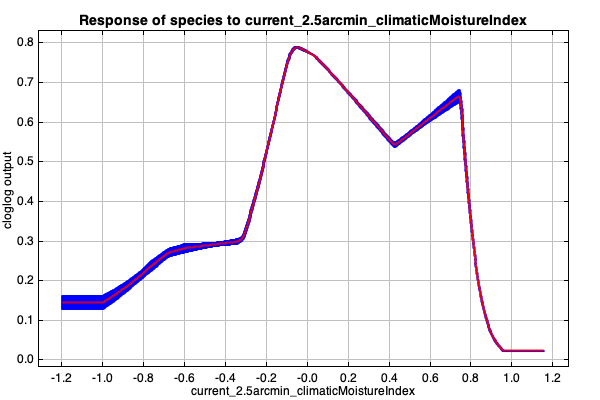 Response of species to current_2.5arcmin_climaticMoistureIndex
0.8
0.7
0.6
0.5
0.4
0.3
0.2
0.1
0.0
cloglog output
-1.2 -1.0 -0.8 -0.6 -0.4 -0.2 -0.0 0.2 0.4 0.6 0.8 1.0 1.2
current_2.5arcmin_climaticMoistureIndex